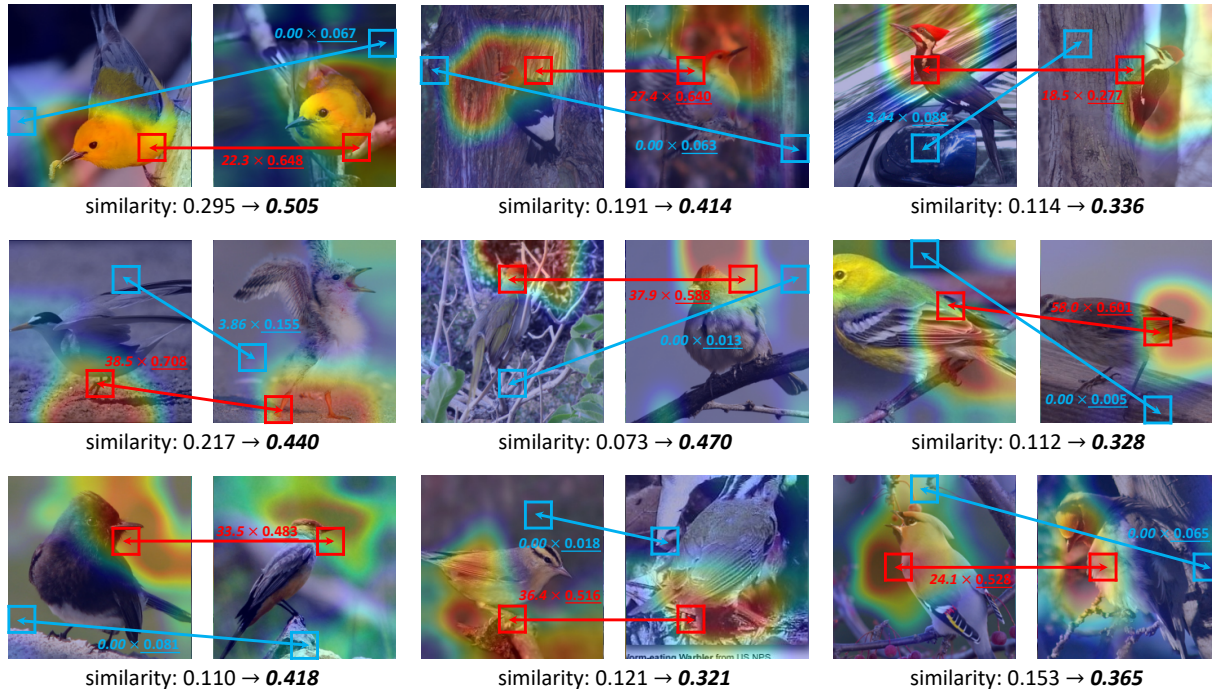 0.00 × 0.067
22.3 × 0.648
similarity: 0.295 → 0.505
27.4 × 0.640
0.00 × 0.063
similarity: 0.191 → 0.414
3.44 × 0.088
18.5 × 0.277
similarity: 0.114 → 0.336
3.86 × 0.155
38.5 × 0.708
similarity: 0.217 → 0.440
37.9 × 0.588
0.00 × 0.013
similarity: 0.073 → 0.470
58.0 × 0.601
0.00 × 0.005
similarity: 0.112 → 0.328
33.5 × 0.483
0.00 × 0.081
similarity: 0.110 → 0.418
0.00 × 0.018
36.4 × 0.516
orm-eating Warbler from US NPS
similarity: 0.121 → 0.321
0.00 × 0.065
24.1 × 0.528
similarity: 0.153 → 0.365